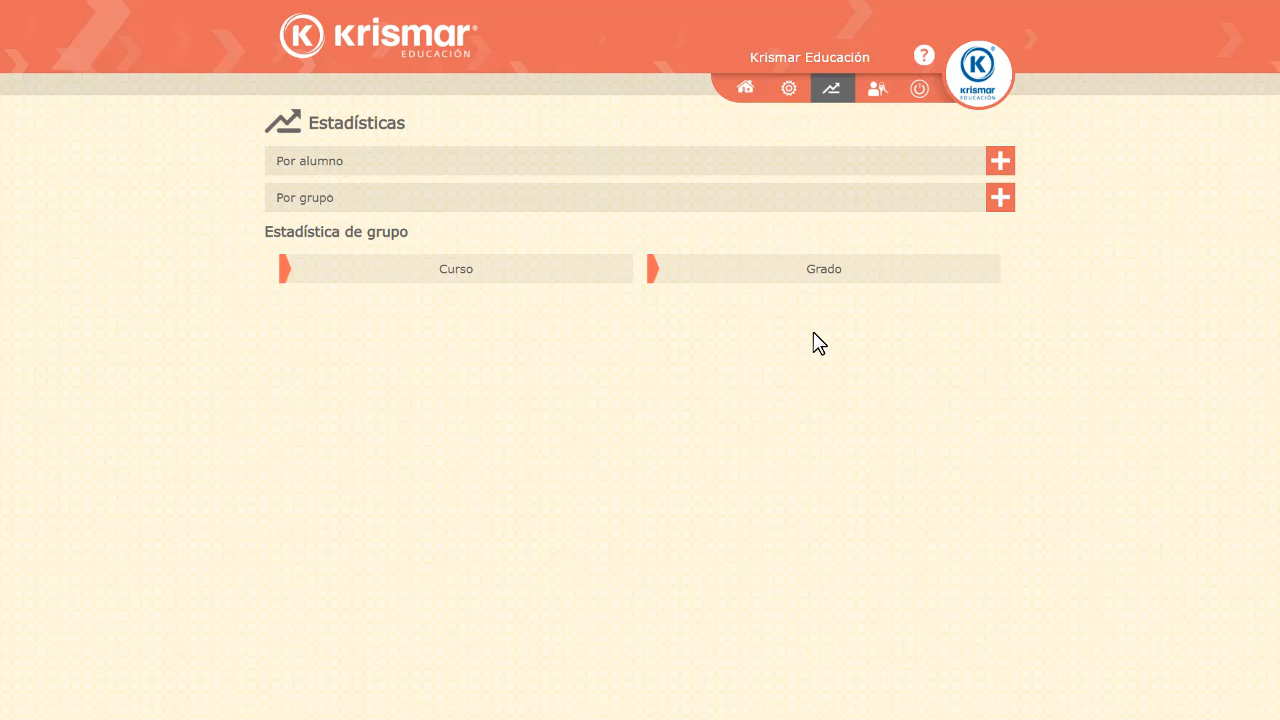 Krismar
EDUCACIÓN
Krismar Educación
?
Krismar
EDUCACIÓN
Estadísticas
Por alumno
Por grupo
Estadística de grupo
Curso
Grado